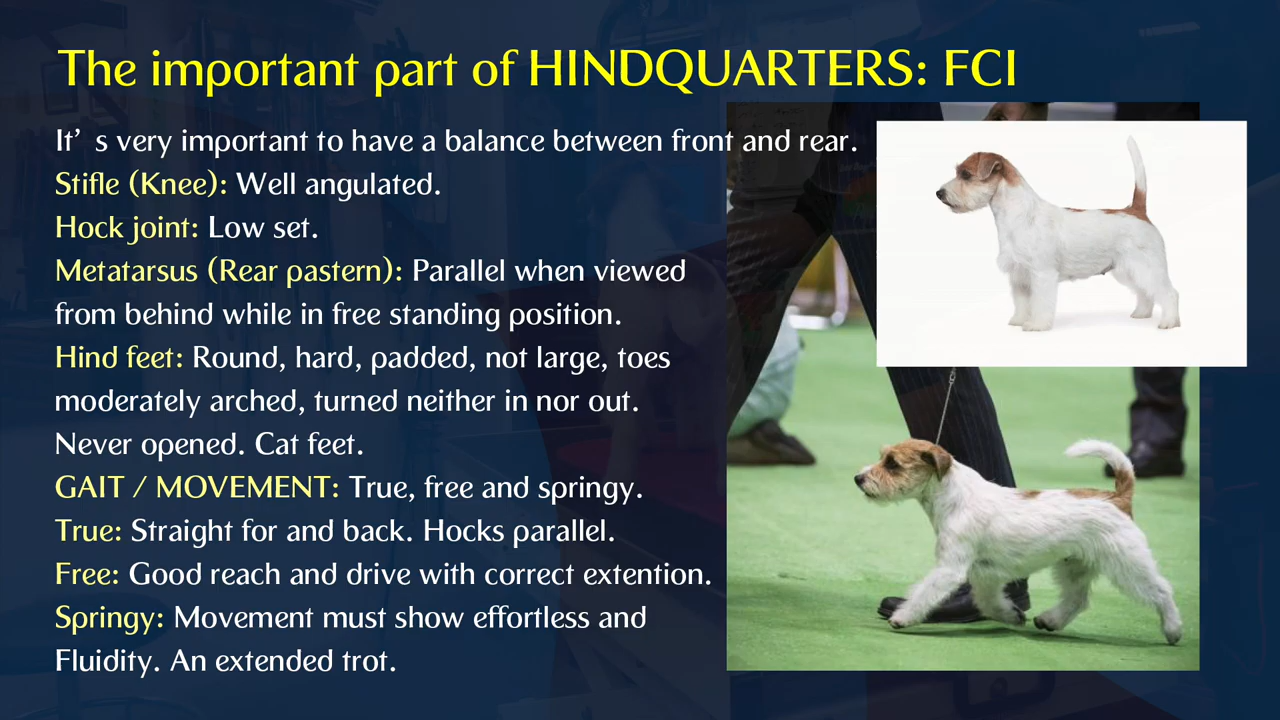 The important part of HINDQUARTERS: FCI
It’s very important to have a balance between front and rear.
Stifle (Knee): Well angulated.
Hock joint: Low set.
Metatarsus (Rear pastern): Parallel when viewed
from behind while in free standing position.
Hind feet: Round, hard, padded, not large, toes
moderately arched, turned neither in nor out.
Never opened. Cat feet.
GAIT / MOVEMENT: True, free and springy.
True: Straight for and back. Hocks parallel.
Free: Good reach and drive with correct extention.
Springy: Movement must show effortless and
Fluidity. An extended trot.